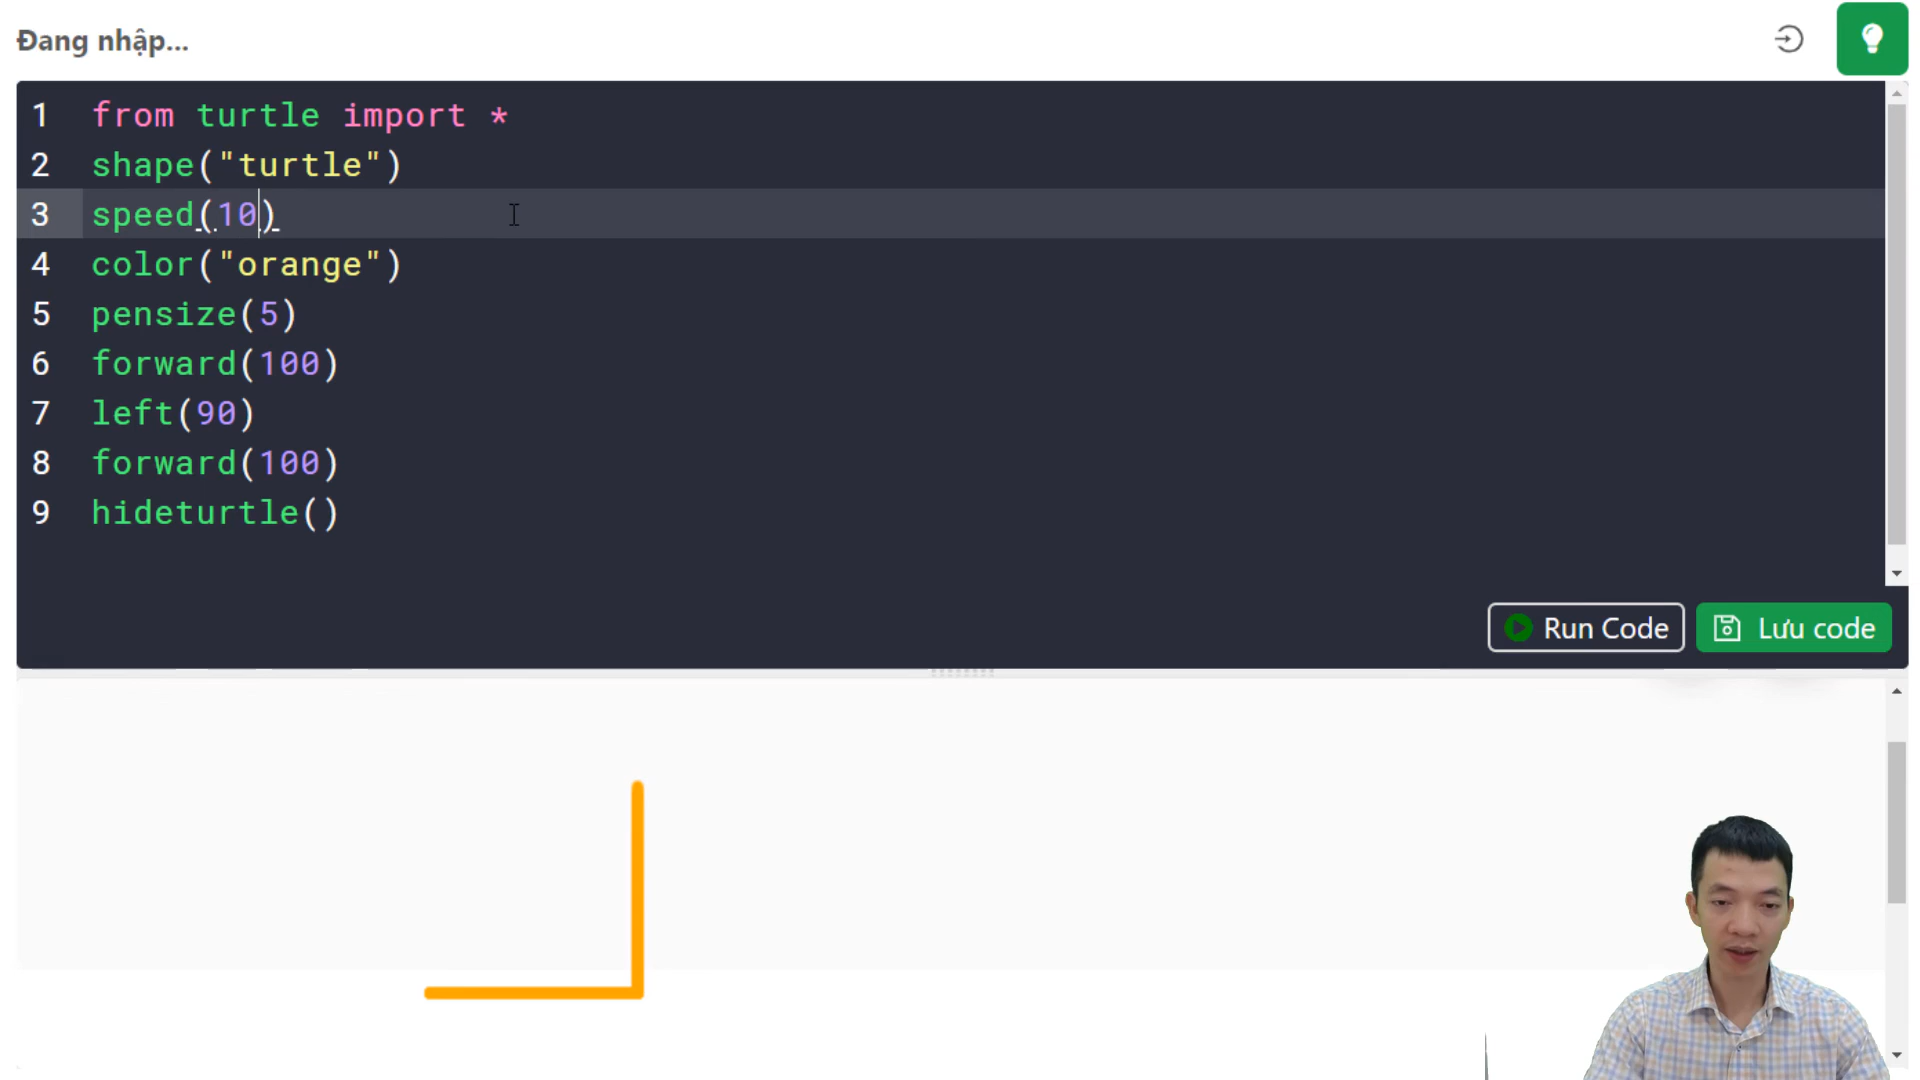 Đang nhập...
1 from turtle import *
2 shape("turtle")
3 speed(10)
4 color("orange")
5 pensize(5)
6 forward(100)
7 left(90)
8 forward(100)
9 hideturtle()
Run Code
Lưu code